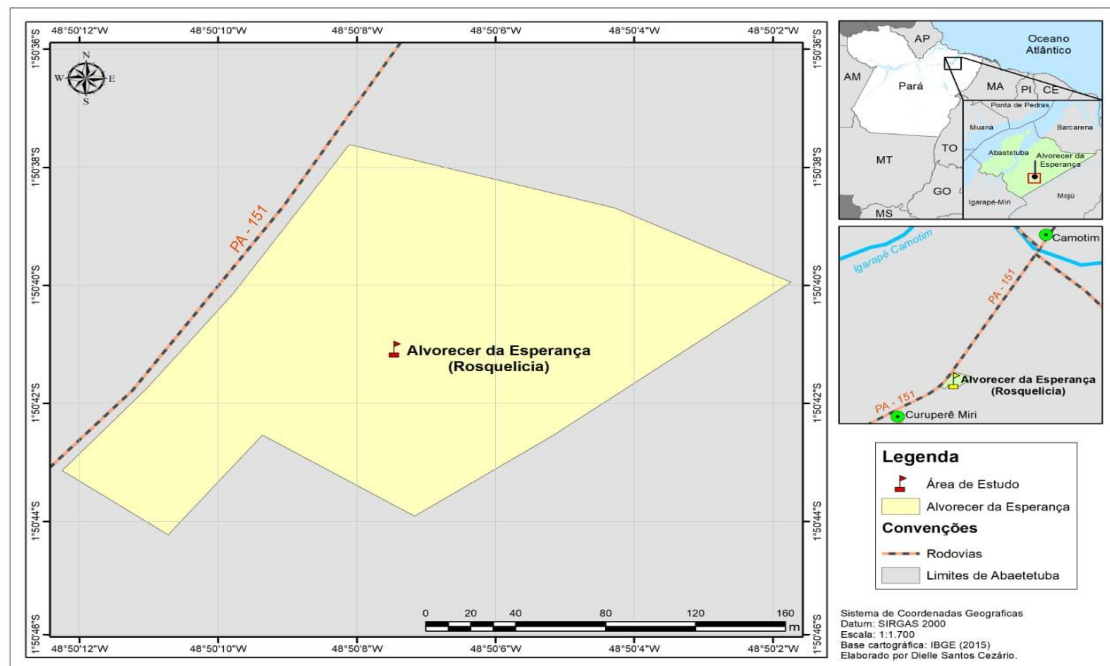 48°50'12"W 48°50'10"W 48°50'8"W 48°50'6"W 48°50'4"W 48°50'2"W
1°50'36"S 1°50'36"S
N
W E
S
1°50'38"S 1°50'38"S
PA - 151
1°50'40"S 1°50'40"S
Alvorecer da Esperança
(Rosquelicia)
1°50'42"S 1°50'42"S
1°50'44"S 1°50'44"S
0 10 20 40 80 120 160
m
1°50'46"S 1°50'46"S
48°50'12"W 48°50'10"W 48°50'8"W 48°50'6"W 48°50'4"W 48°50'2"W
AP
Oceano
Atlântico
AM
Pará
MA
PI
CE
TO
MT
GO
MS
Ponta de Pedras
Muaná
Barcarena
Abaetetuba
Alvorecer da
Esperança
Igarapé-Miri
Mojú
Camotim
Igarapé Camotim
PA - 151
Alvorecer da Esperança
(Rosquelicia)
PA - 151
Curuperê Miri
Legenda
Área de Estudo
Alvorecer da Esperança
Convenções
Rodovias
Limites de Abaetetuba
Sistema de Coordenadas Geograficas
Datum: SIRGAS 2000
Escala: 1:1.700
Base cartográfica: IBGE (2015)
Elaborado por Dielle Santos Cezário.